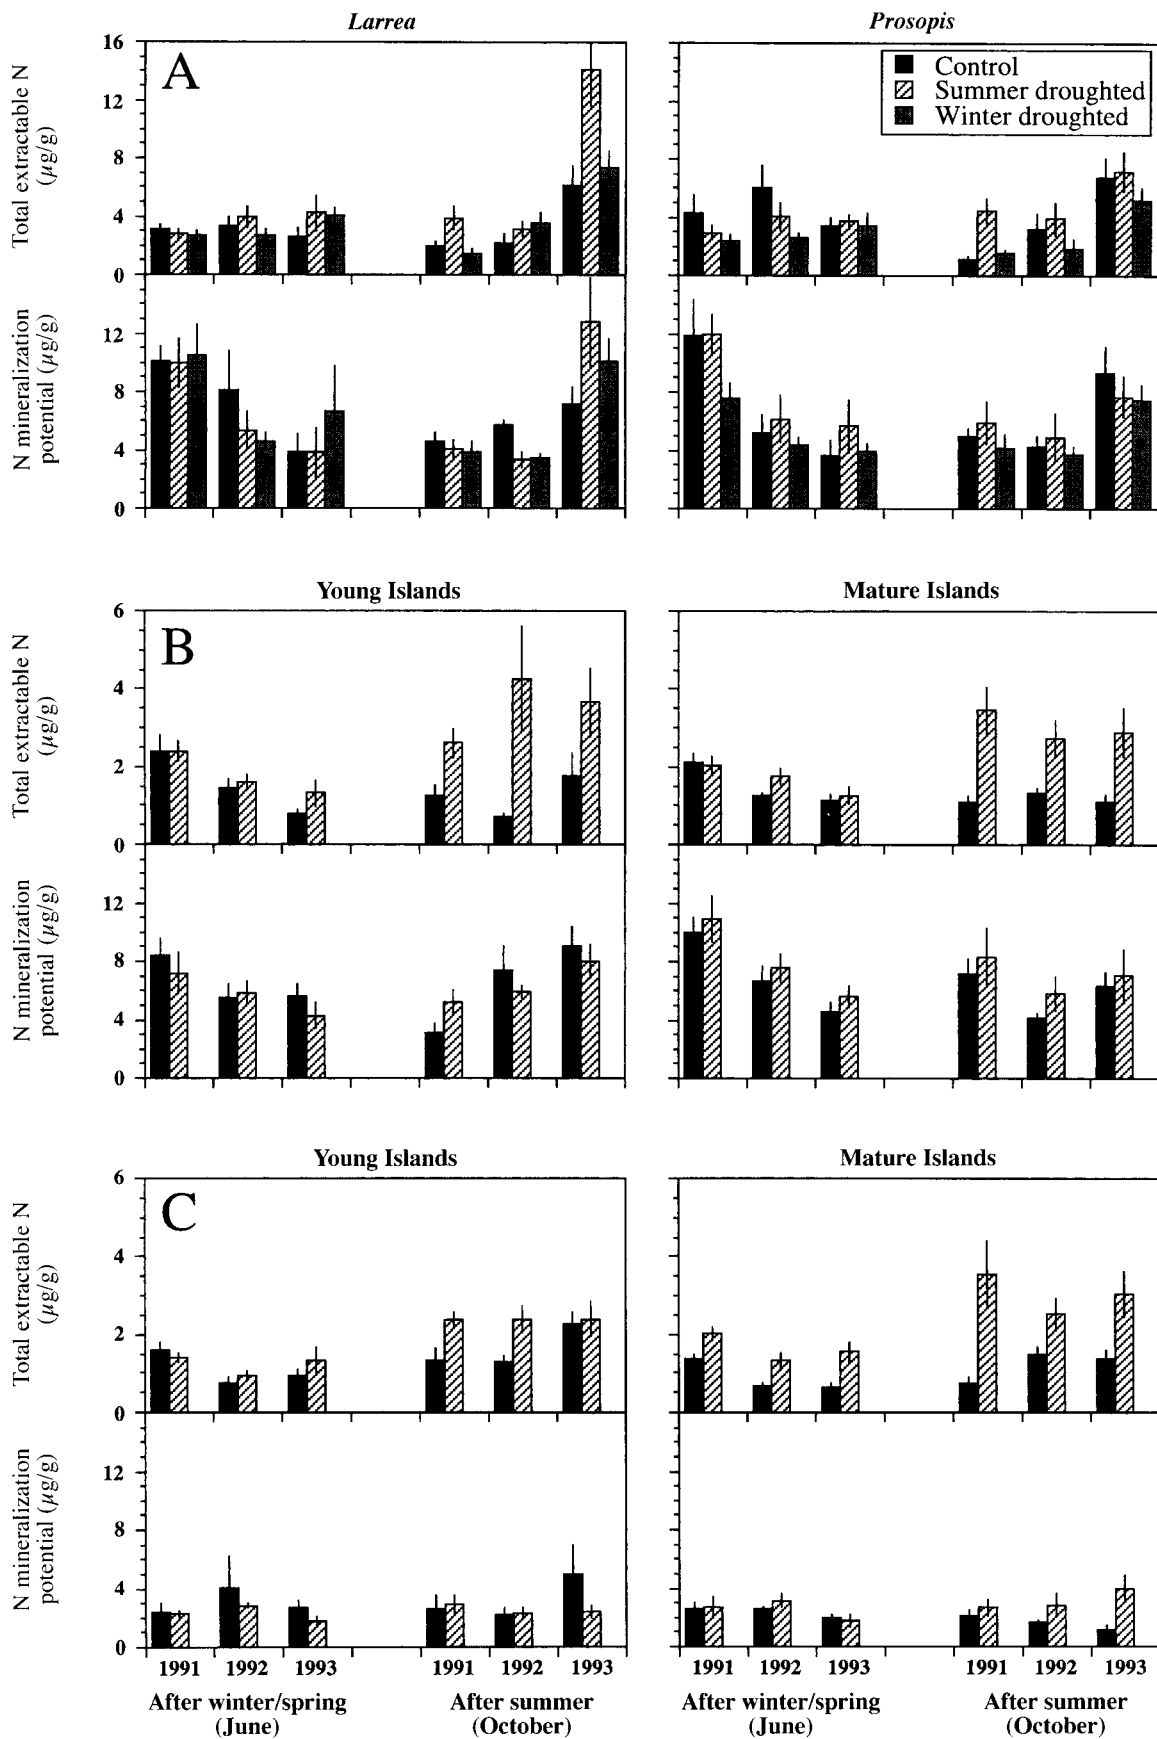 Larrea
Prosopis
A
Control
Summer droughted
Winter droughted
Total extractable N
(µg/g)
16
12
8
4
0
N mineralization
potential (µg/g)
12
8
4
0
Young Islands
Mature Islands
B
Total extractable N
(µg/g)
6
4
2
0
N mineralization
potential (µg/g)
12
8
4
0
Young Islands
Mature Islands
C
Total extractable N
(µg/g)
6
4
2
0
N mineralization
potential (µg/g)
12
8
4
0
1991 1992 1993 1991 1992 1993
After winter/spring
(June)
After summer
(October)
1991 1992 1993 1991 1992 1993
After winter/spring
(June)
After summer
(October)